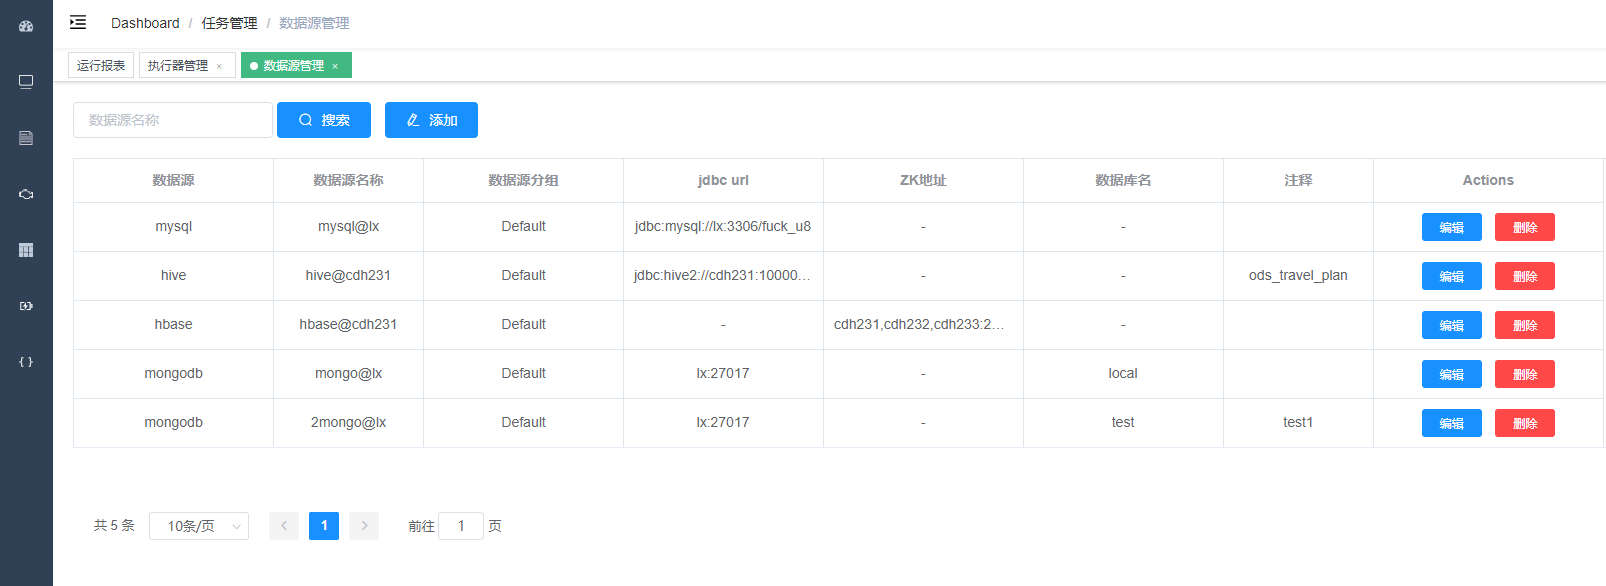 Dashboard / 任务管理 / 数据源管理
运行报表 执行器管理 × 数据源管理 ×
数据源名称 搜索 添加
数据源 数据源名称 数据源分组 jdbc url ZK地址 数据库名 注释 Actions
mysql mysql@lx Default jdbc:mysql://lx:3306/fuck_u8 - - 编辑 删除
hive hive@cdh231 Default jdbc:hive2://cdh231:10000… - - ods_travel_plan 编辑 删除
hbase hbase@cdh231 Default - cdh231,cdh232,cdh233:2… - 编辑 删除
mongodb mongo@lx Default lx:27017 - local 编辑 删除
mongodb 2mongo@lx Default lx:27017 - test test1 编辑 删除
共 5 条 10条/页 < 1 > 前往 1 页